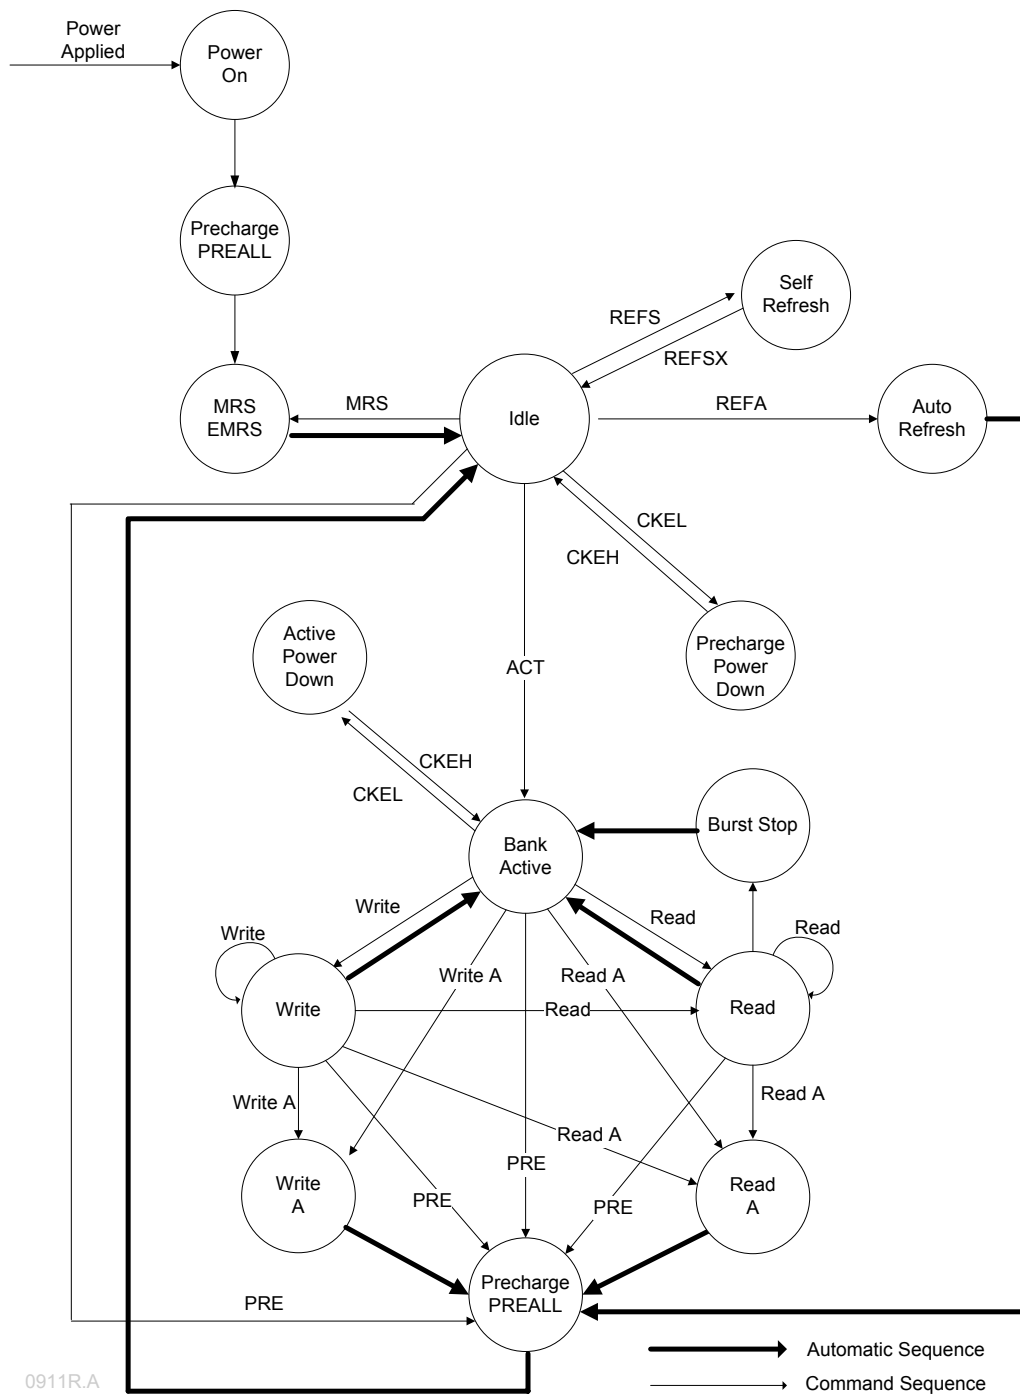 Power
Applied
Power
On
Precharge
PREALL
Self
Refresh
REFS
REFSX
MRS
EMRS
MRS
Idle
REFA
Auto
Refresh
CKEL
CKEH
Active
Power
Down
Precharge
Power
Down
ACT
CKEH
CKEL
Burst Stop
Bank
Active
Write
Read
Write
Read
Write A
Read A
Write
Read
Read
Write A
Read A
Read A
Write
A
PRE
PRE
PRE
Read
A
Precharge
PREALL
PRE
Automatic Sequence
Command Sequence
0911R.A